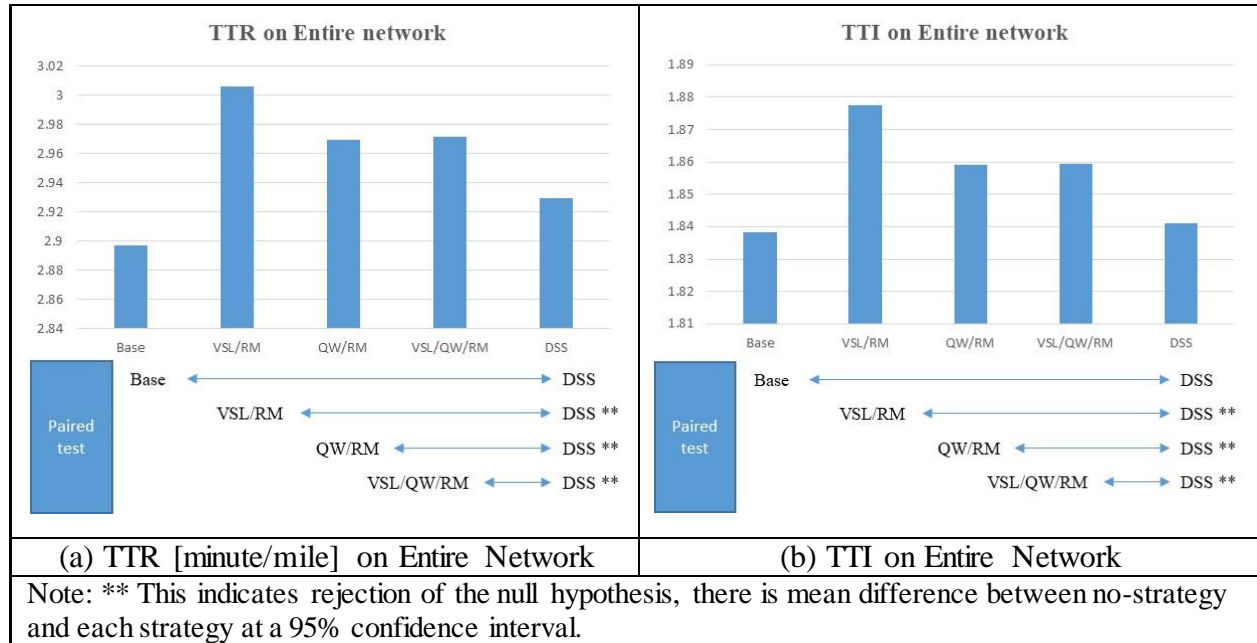 TTR on Entire network
3.02
3
2.98
2.96
2.94
2.92
2.9
2.88
2.86
2.84
Base VSL/RM QW/RM VSL/QW/RM DSS
Paired
test
Base DSS
VSL/RM DSS **
QW/RM DSS **
VSL/QW/RM DSS **
(a) TTR [minute/mile] on Entire Network
TTI on Entire network
1.89
1.88
1.87
1.86
1.85
1.84
1.83
1.82
1.81
Base VSL/RM QW/RM VSL/QW/RM DSS
Paired
test
Base DSS
VSL/RM DSS **
QW/RM DSS **
VSL/QW/RM DSS **
(b) TTI on Entire Network
Note: ** This indicates rejection of the null hypothesis, there is mean difference between no-strategy
and each strategy at a 95% confidence interval.